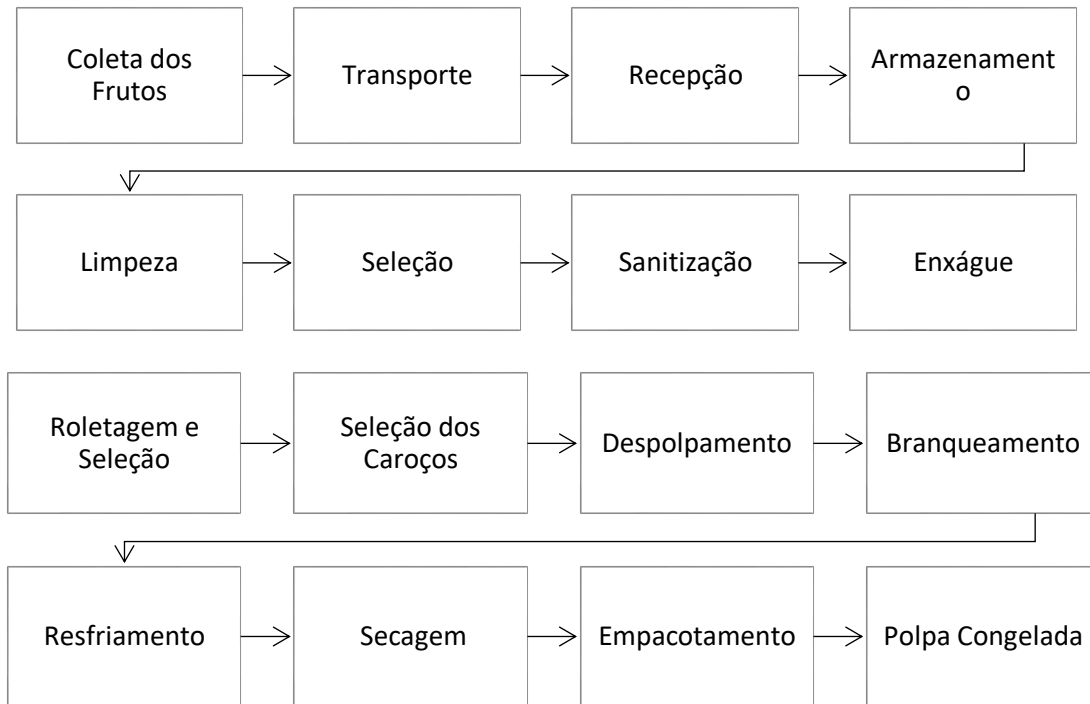 Coleta dos
Frutos
Transporte
Recepção
Armazenament
o
Limpeza
Seleção
Sanitização
Enxágue
Roletagem e
Seleção
Seleção dos
Caroços
Despolpamento
Branqueamento
Resfriamento
Secagem
Empacotamento
Polpa Congelada